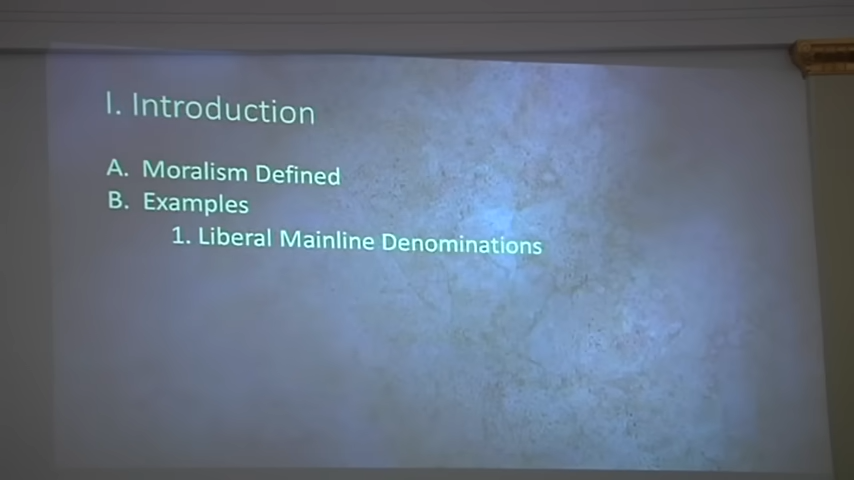 I. Introduction
A. Moralism Defined
B. Examples
1. Liberal Mainline Denominations